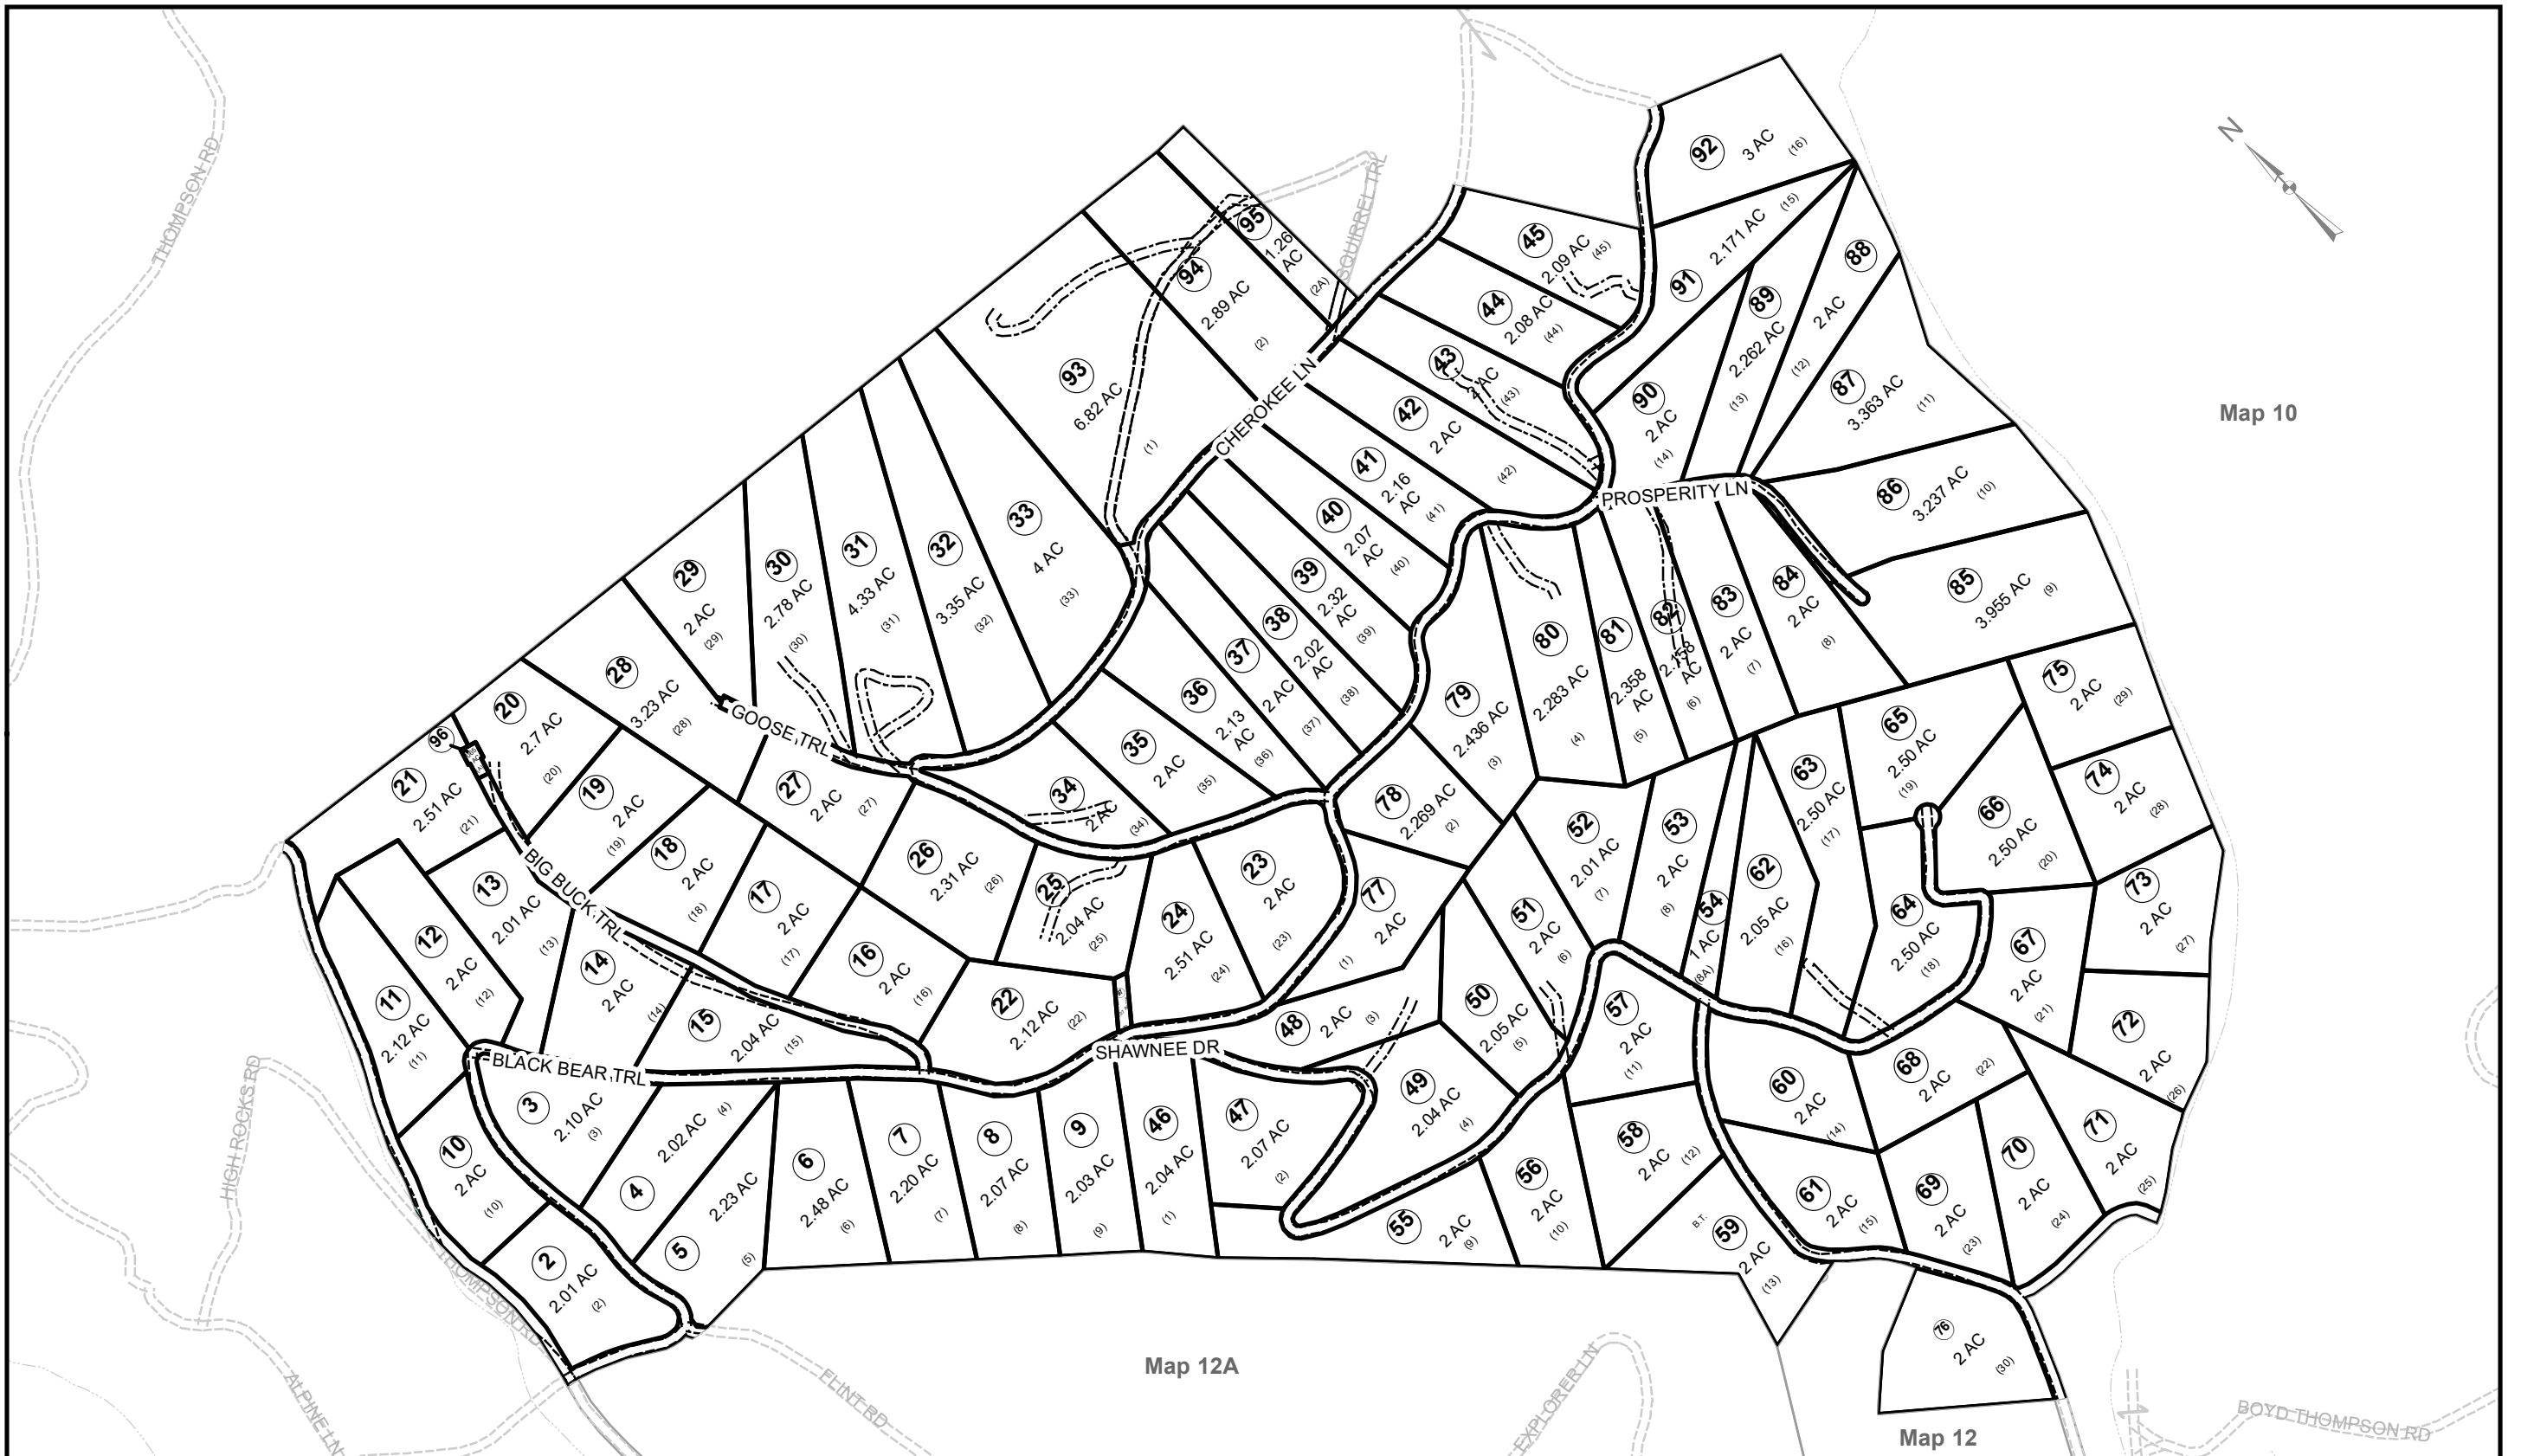 THOMPSON RD
SQUIRREL TRL
N
Map 10
92
3 AC
(16)
91
2.171 AC
(15)
45
2.09 AC
(45)
44
2.08 AC
(44)
43
2 AC
(43)
42
2 AC
(42)
41
2.16
AC
(41)
40
2.07
AC
(40)
39
2.32
AC
(39)
38
2.02
AC
(38)
37
2 AC
(37)
36
2.13
AC
(36)
35
2 AC
(35)
34
2 AC
(34)
95
1.26
AC
(2A)
94
2.89 AC
(2)
93
6.82 AC
(1)
CHEROKEE LN
88
2 AC
(12)
89
2.262 AC
(13)
90
2 AC
(14)
87
3.363 AC
(11)
86
3.237 AC
(10)
85
3.955 AC
(9)
PROSPERITY LN
84
2 AC
(8)
83
2 AC
(7)
82
2.158
AC
(6)
81
2.358
AC
(5)
80
2.283 AC
(4)
79
2.436 AC
(3)
78
2.269 AC
(2)
77
2 AC
(1)
33
4 AC
(33)
32
3.35 AC
(32)
31
4.33 AC
(31)
30
2.78 AC
(30)
29
2 AC
(29)
28
3.23 AC
(28)
GOOSE TRL
27
2 AC
(27)
26
2.31 AC
(26)
25
2.04 AC
(25)
24
2.51 AC
(24)
23
2 AC
(23)
22
2.12 AC
(22)
96
21
2.51 AC
(21)
20
2.7 AC
(20)
19
2 AC
(19)
18
2 AC
(18)
17
2 AC
(17)
16
2 AC
(16)
15
2.04 AC
(15)
14
2 AC
(14)
13
2.01 AC
(13)
12
2 AC
(12)
11
2.12 AC
(11)
BIG BUCK TRL
BLACK BEAR TRL
SHAWNEE DR
10
2 AC
(10)
2
2.01 AC
(2)
3
2.10 AC
(3)
4
2.02 AC
(4)
5
2.23 AC
(5)
6
2.48 AC
(6)
7
2.20 AC
(7)
8
2.07 AC
(8)
9
2.03 AC
(9)
46
2.04 AC
(1)
47
2.07 AC
(2)
48
2 AC
(3)
49
2.04 AC
(4)
50
2.05 AC
(5)
51
2 AC
(6)
52
2.01 AC
(7)
53
2 AC
(8)
54
1 AC
(8A)
55
2 AC
(9)
56
2 AC
(10)
57
2 AC
(11)
58
2 AC
(12)
B.T.
59
2 AC
(13)
60
2 AC
(14)
61
2 AC
(15)
62
2.05 AC
(16)
63
2.50 AC
(17)
64
2.50 AC
(18)
65
2.50 AC
(19)
66
2.50 AC
(20)
67
2 AC
(21)
68
2 AC
(22)
69
2 AC
(23)
70
2 AC
(24)
71
2 AC
(25)
72
2 AC
(26)
73
2 AC
(27)
74
2 AC
(28)
75
2 AC
(29)
76
2 AC
(30)
HIGH ROCKS RD
THOMPSON RD
ALPINE LN
FLINT RD
EXPLORER LN
BOYD THOMPSON RD
Map 12A
Map 12